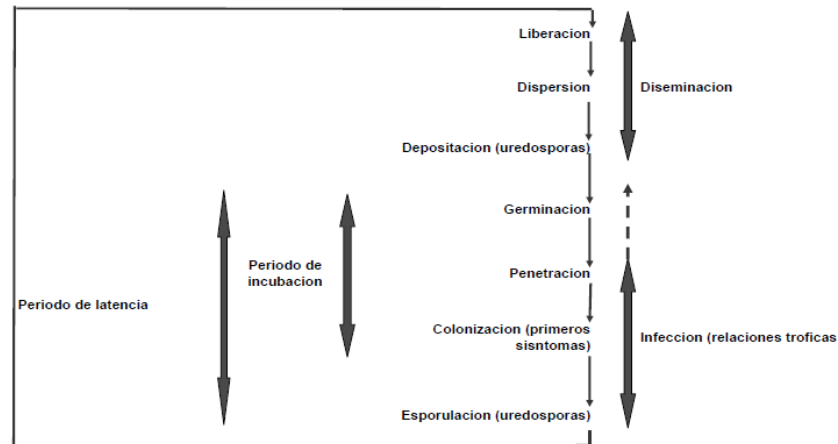 Liberacion
Dispersion
Diseminacion
Depositacion (uredosporas)
Germinacion
Periodo de
incubacion
Penetracion
Periodo de latencia
Colonizacion (primeros
sisntomas)
Infeccion (relaciones troficas
Esporulacion (uredosporas)